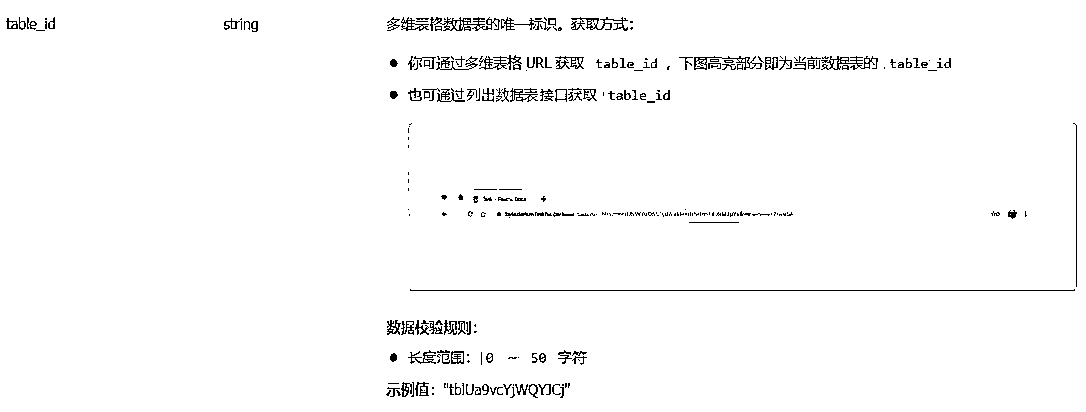 table_id string 多维表格数据表的唯一标识。获取方式：
● 你可通过多维表格 URL 获取 table_id，下图高亮部分即为当前数据表的 table_id
● 也可通过列出数据表接口获取 table_id
数据校验规则：
● 长度范围：0 ～ 50 字符
示例值："tblUa9vcYjWQYJCj"